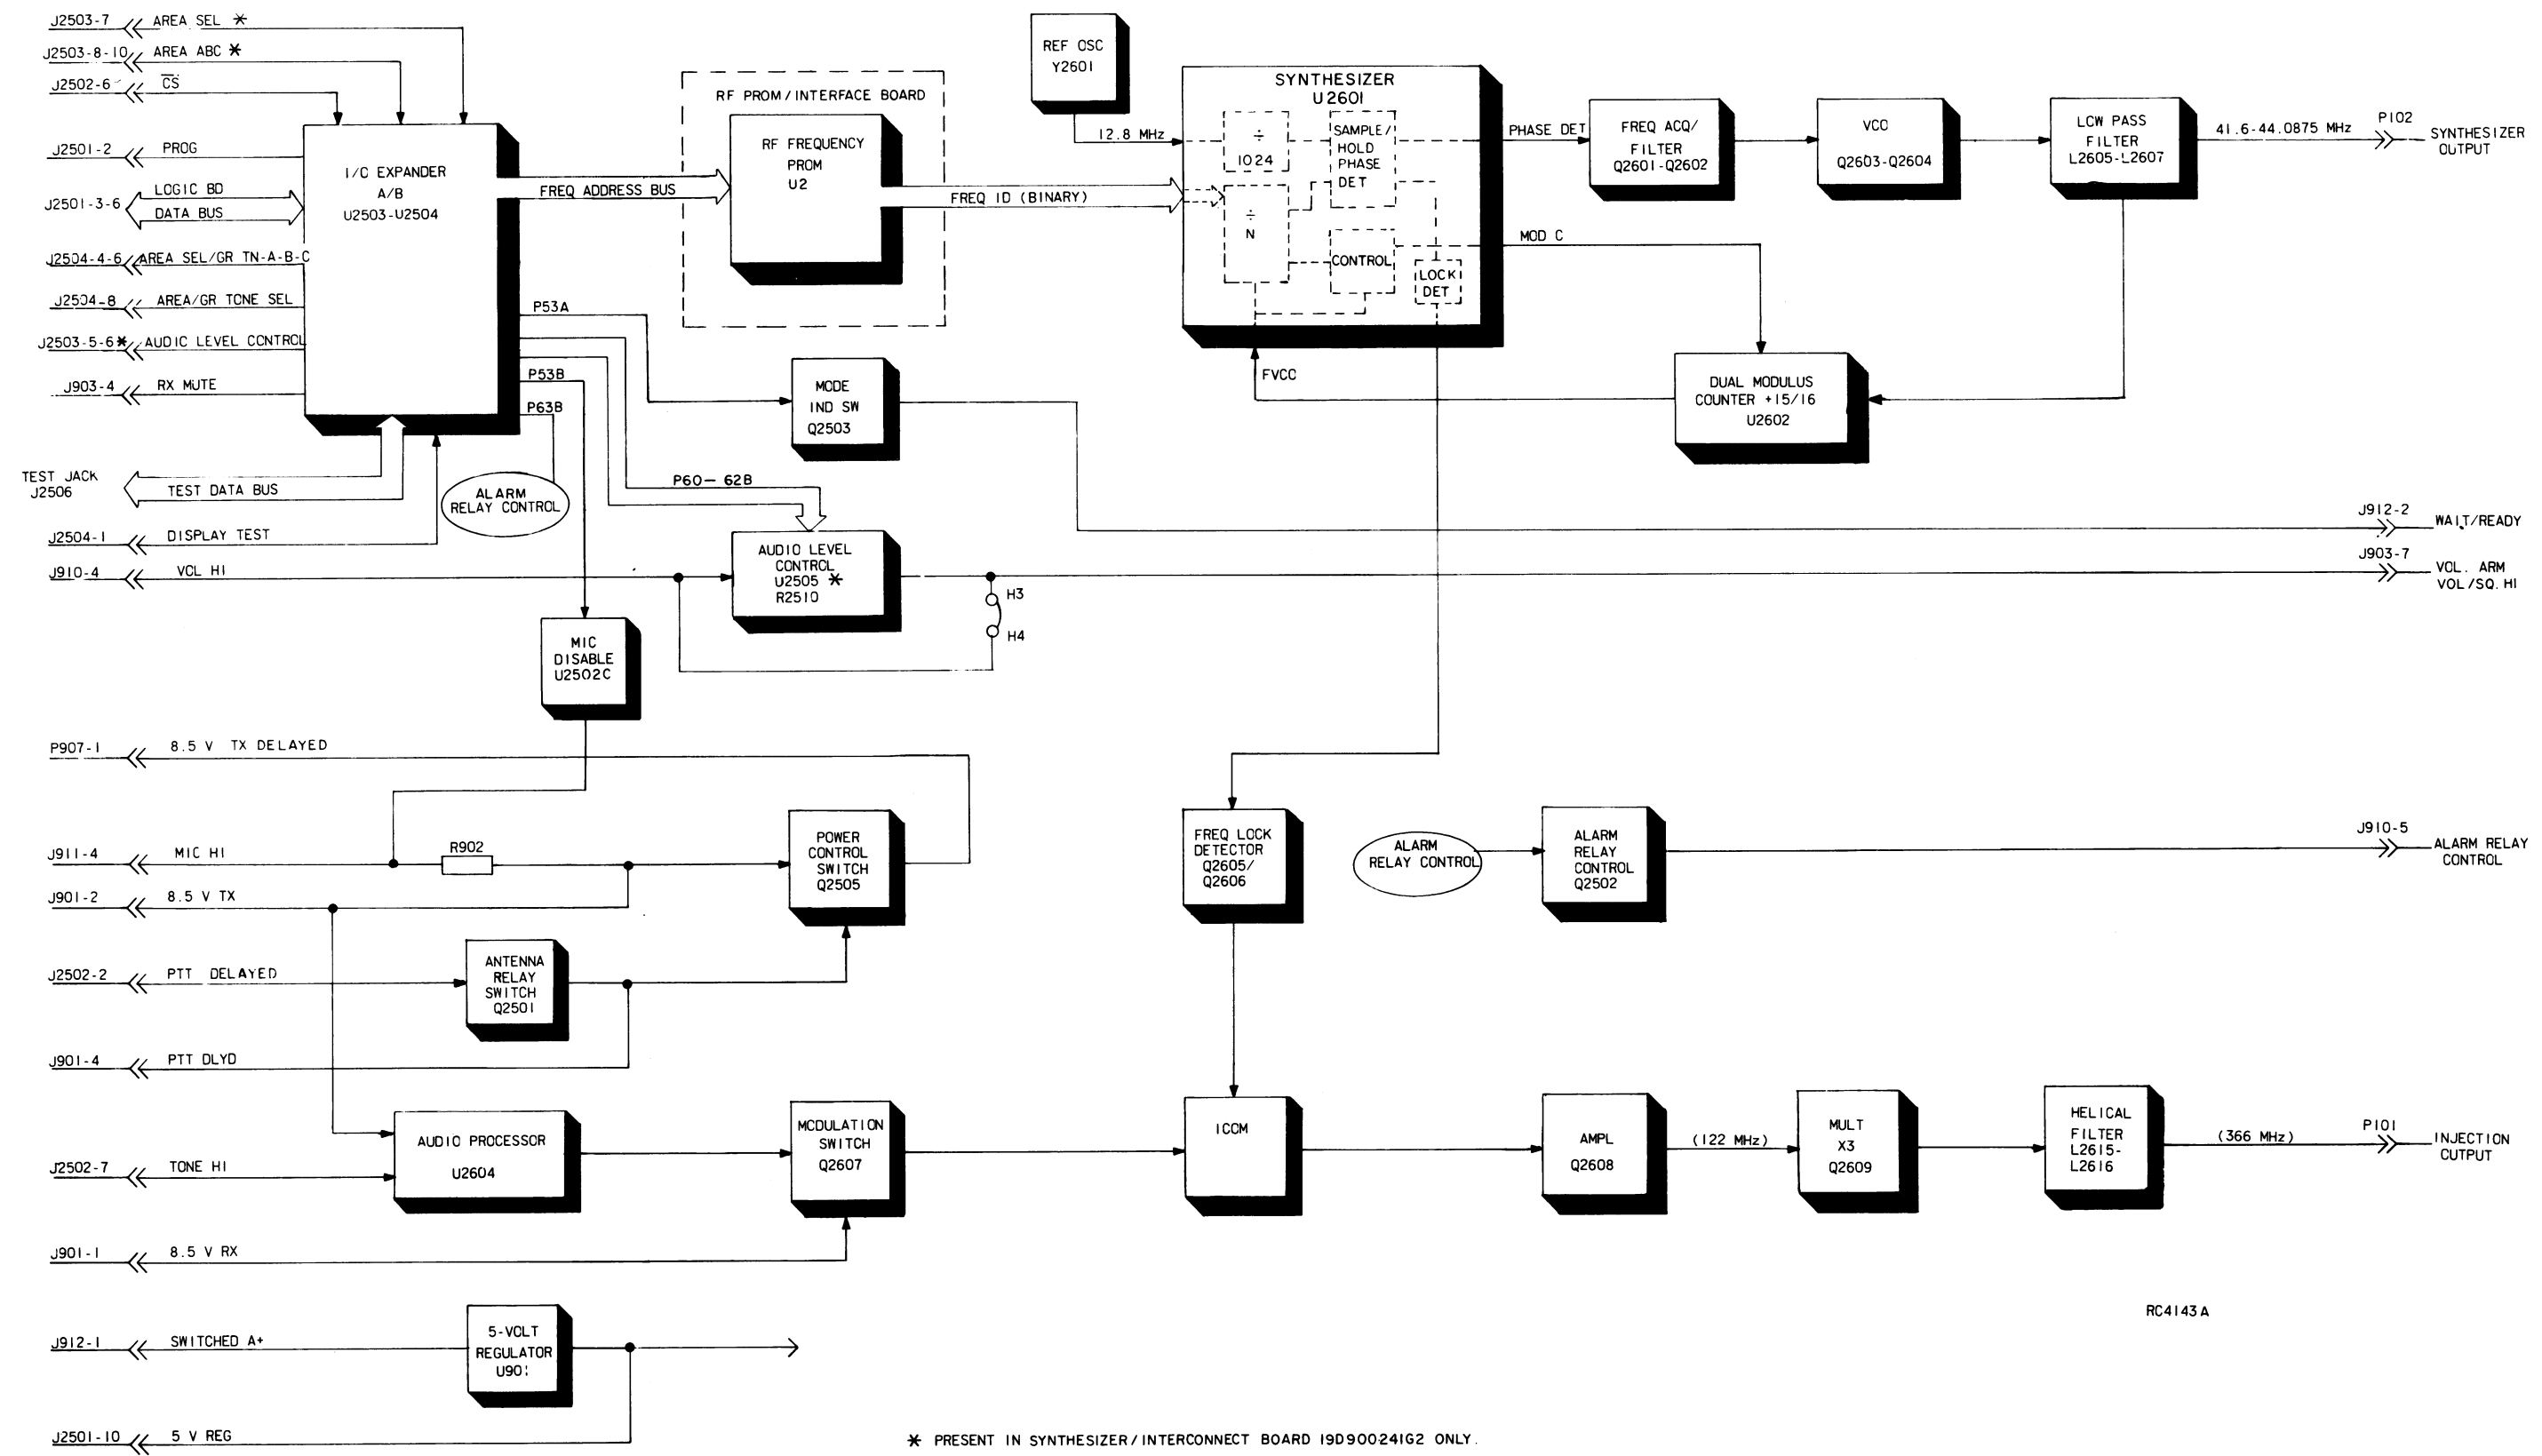 J2503-7 AREA SEL *
J2503-8-10 AREA ABC *
J2502-6 CS
J2501-2 PROG
J2501-3-6 LOGIC BD
DATA BUS
J2504-4-6 AREA SEL/GR TN-A-B-C
J2504-8 AREA/GR TONE SEL
J2503-5-6* AUDIO LEVEL CONTROL
J903-4 RX MUTE
TEST JACK
J2506
TEST DATA BUS
J2504-1 DISPLAY TEST
J910-4 VOL HI
I/O EXPANDER
A/B
U2503-U2504
FREQ ADDRESS BUS
RF PROM/INTERFACE BOARD
RF FREQUENCY
PROM
U2
FREQ ID (BINARY)
P53A
P53B
P63B
ALARM
RELAY CONTROL
MODE
IND SW
Q2503
P60-62B
AUDIO LEVEL
CONTROL
U2505 *
R2510
H3
H4
MIC
DISABLE
U2502C
REF OSC
Y2601
12.8 MHz
SYNTHESIZER
U2601
÷
1024
÷
N
SAMPLE/
HOLD
PHASE
DET
CONTROL
LOCK
DET
PHASE DET
MOD C
FVCO
FREQ ACQ/
FILTER
Q2601-Q2602
VCO
Q2603-Q2604
LOW PASS
FILTER
L2605-L2607
41.6-44.0875 MHz
P102
SYNTHESIZER
OUTPUT
DUAL MODULUS
COUNTER +15/16
U2602
J912-2
WAIT/READY
J903-7
VOL. ARM
VOL/SQ. HI
P907-1 8.5 V TX DELAYED
J911-4 MIC HI
R902
J901-2 8.5 V TX
POWER
CONTROL
SWITCH
Q2505
J2502-2 PTT DELAYED
ANTENNA
RELAY
SWITCH
Q2501
J901-4 PTT DLYD
FREQ LOCK
DETECTOR
Q2605/
Q2606
ALARM
RELAY CONTROL
ALARM
RELAY
CONTROL
Q2502
J910-5
ALARM RELAY
CONTROL
AUDIO PROCESSOR
U2604
J2502-7 TONE HI
MODULATION
SWITCH
Q2607
ICOM
AMPL
Q2608
(122 MHz)
MULT
X3
Q2609
HELICAL
FILTER
L2615-
L2616
(366 MHz)
P101
INJECTION
OUTPUT
J901-1 8.5 V RX
J912-1 SWITCHED A+
5-VOLT
REGULATOR
U901
J2501-10 5 V REG
RC4143A
* PRESENT IN SYNTHESIZER/INTERCONNECT BOARD 19D900241G2 ONLY.